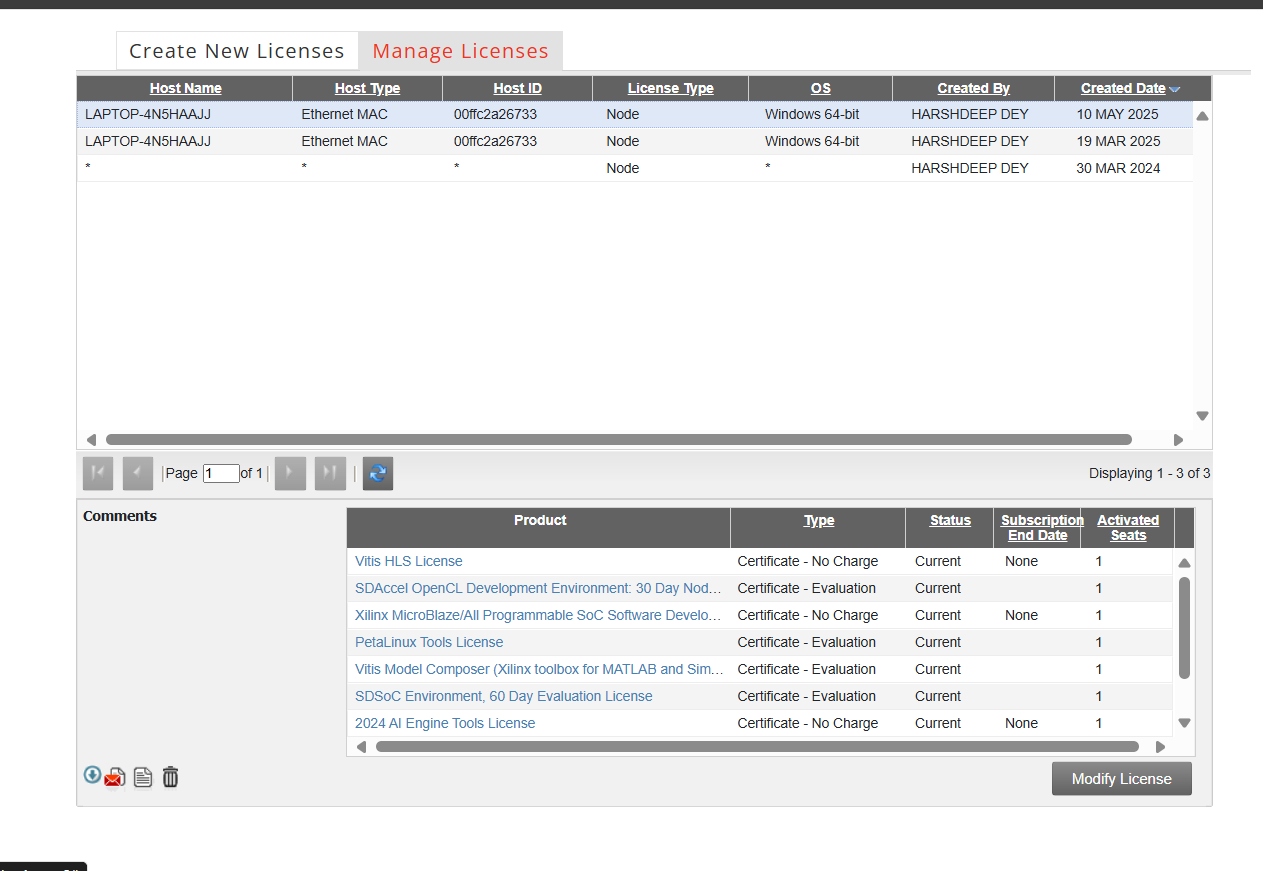 Create New Licenses Manage Licenses
Host Name Host Type Host ID License Type OS Created By Created Date
LAPTOP-4N5HAAJJ Ethernet MAC 00ffc2a26733 Node Windows 64-bit HARSHDEEP DEY 10 MAY 2025
LAPTOP-4N5HAAJJ Ethernet MAC 00ffc2a26733 Node Windows 64-bit HARSHDEEP DEY 19 MAR 2025
* * * Node * HARSHDEEP DEY 30 MAR 2024
|Page 1 of 1| | Displaying 1 - 3 of 3
Comments
Product Type Status Subscription End Date Activated Seats
Vitis HLS License Certificate - No Charge Current None 1
SDAccel OpenCL Development Environment: 30 Day Nod... Certificate - Evaluation Current 1
Xilinx MicroBlaze/All Programmable SoC Software Develo... Certificate - No Charge Current None 1
PetaLinux Tools License Certificate - Evaluation Current 1
Vitis Model Composer (Xilinx toolbox for MATLAB and Sim... Certificate - Evaluation Current 1
SDSoC Environment, 60 Day Evaluation License Certificate - Evaluation Current 1
2024 AI Engine Tools License Certificate - No Charge Current None 1
Modify License